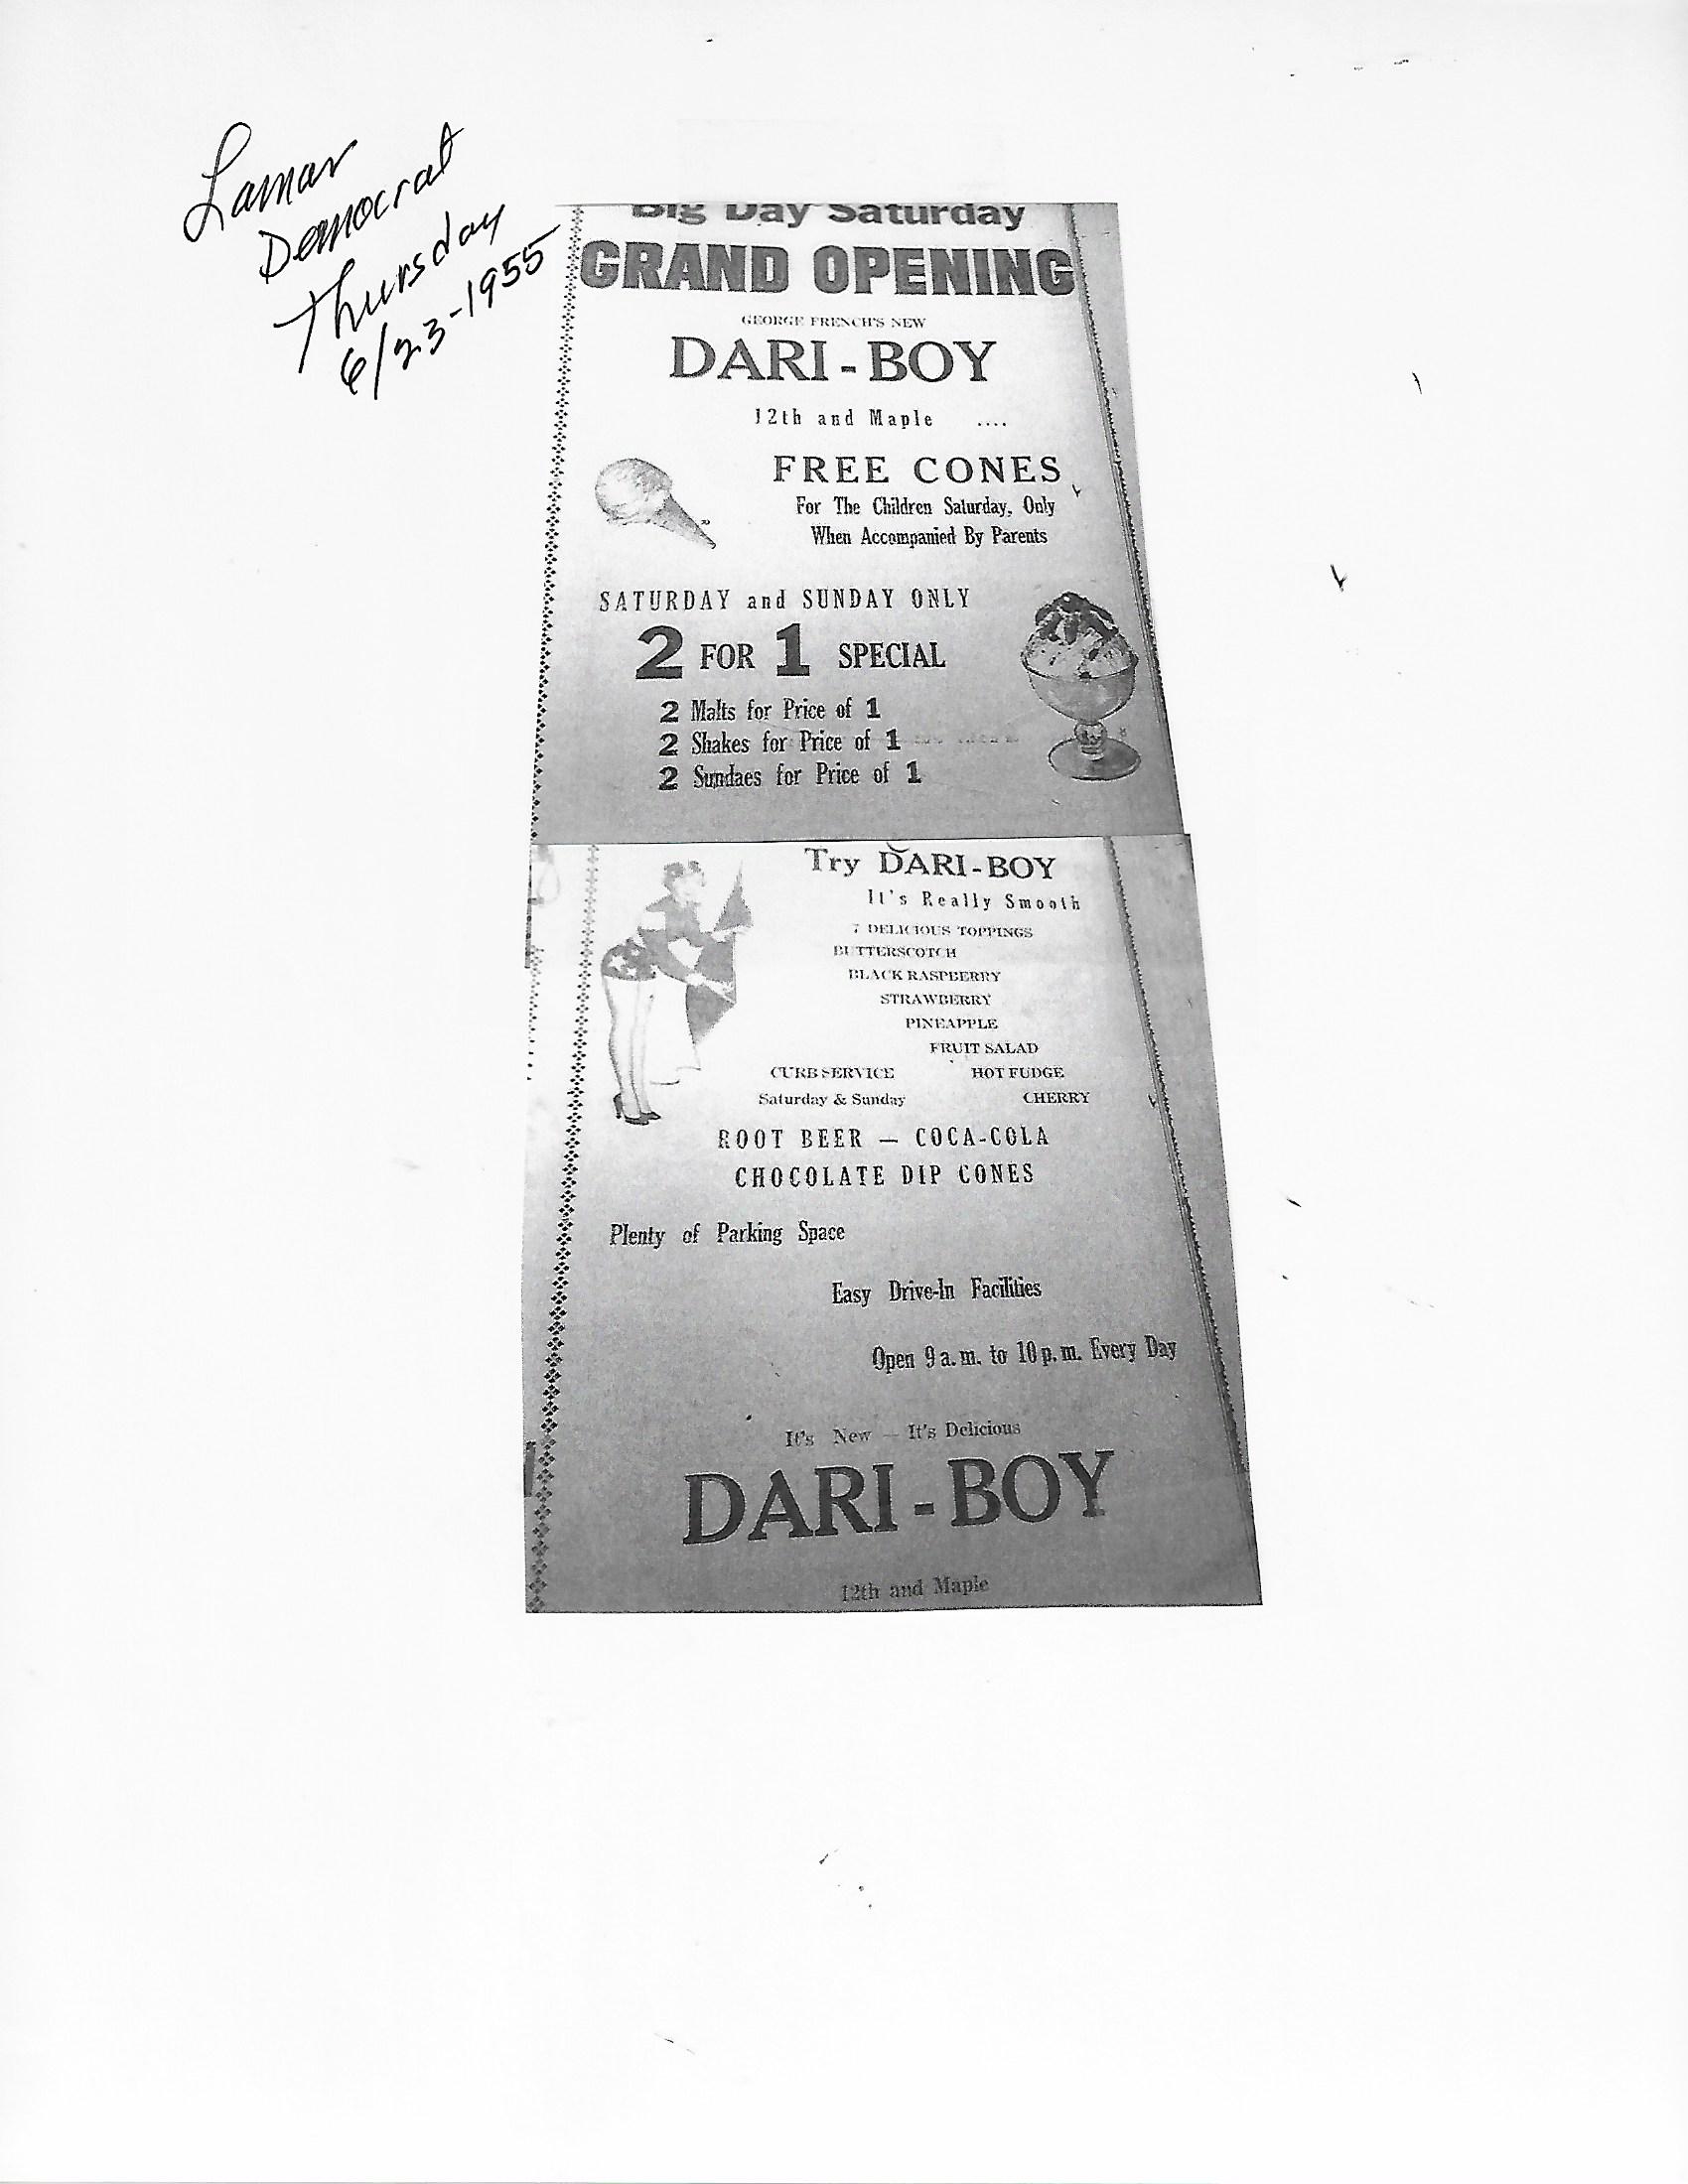 Lamar
Democrat
Thursday
6/23-1955
Big Day Saturday
GRAND OPENING
GEORGE FRENCH'S NEW
DARI-BOY
12th and Maple ....
FREE CONES
For The Children Saturday, Only
When Accompanied By Parents
SATURDAY and SUNDAY ONLY
2 FOR 1 SPECIAL
2 Malts for Price of 1
2 Shakes for Price of 1
2 Sundaes for Price of 1
Try DARI-BOY
It's Really Smooth
7 DELICIOUS TOPPINGS
BUTTERSCOTCH
BLACK RASPBERRY
STRAWBERRY
PINEAPPLE
FRUIT SALAD
CURB SERVICE HOT FUDGE
Saturday & Sunday CHERRY
ROOT BEER — COCA-COLA
CHOCOLATE DIP CONES
Plenty of Parking Space
Easy Drive-In Facilities
Open 9 a.m. to 10 p.m. Every Day
It's New — It's Delicious
DARI-BOY
12th and Maple